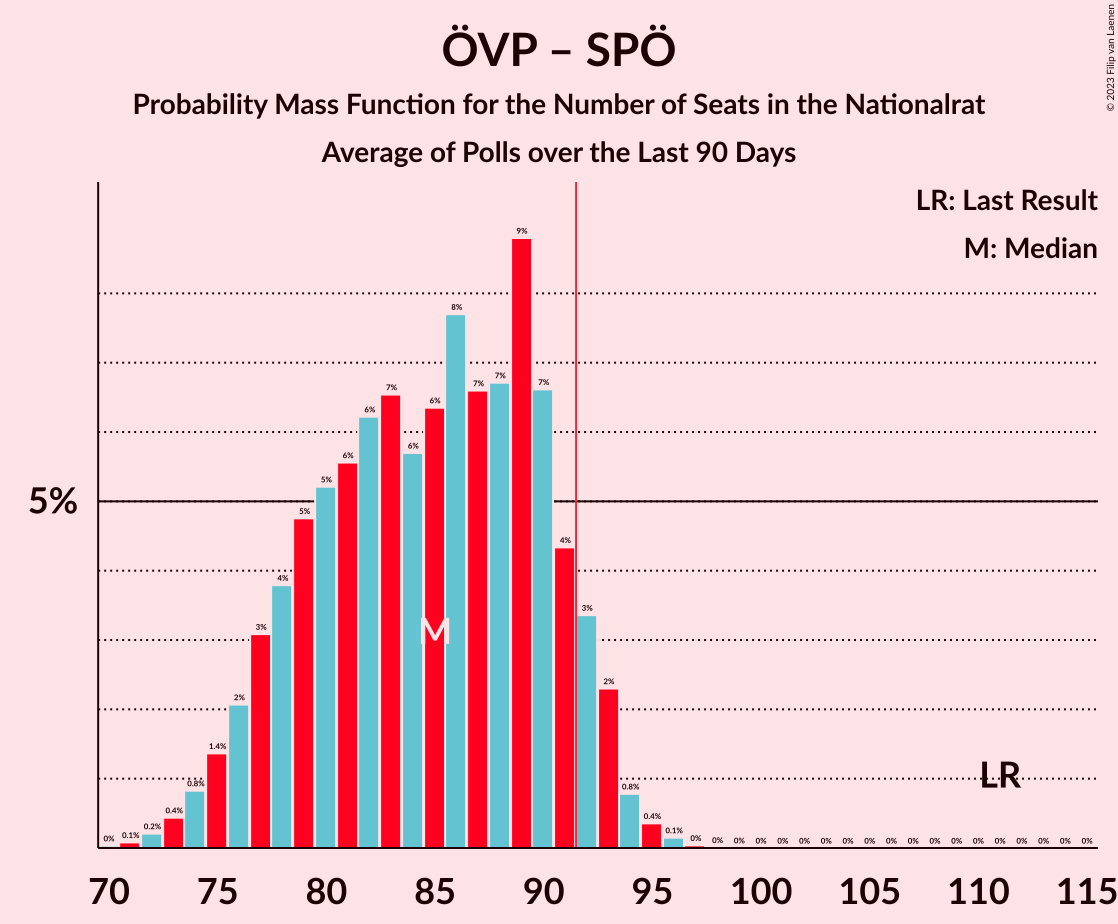 ÖVP – SPÖ
Probability Mass Function for the Number of Seats in the Nationalrat
Average of Polls over the Last 90 Days
© 2023 Filip van Laenen
LR: Last Result
M: Median
5%
0% 0.1% 0.2% 0.4% 0.8% 1.4% 2% 3% 4% 5% 5% 6% 6% 7% 6% 6% 8% 7% 7% 9% 7% 4% 3% 2% 0.8% 0.4% 0.1% 0% 0% 0% 0% 0% 0% 0% 0% 0% 0% 0% 0% 0% 0% 0% 0% 0% 0% 0%
M
LR
70 75 80 85 90 95 100 105 110 115